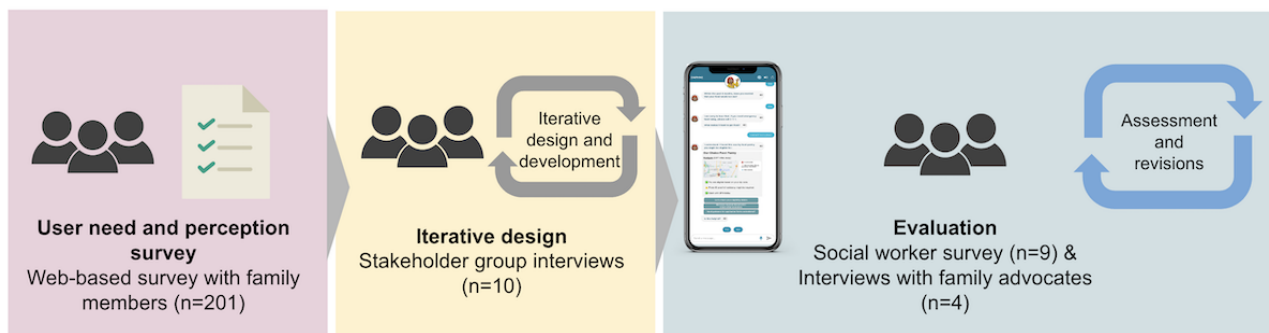 User need and perception
survey
Web-based survey with family
members (n=201)
Iterative
design and
development
Iterative design
Stakeholder group interviews
(n=10)
Assessment
and
revisions
Evaluation
Social worker survey (n=9) &
Interviews with family advocates
(n=4)